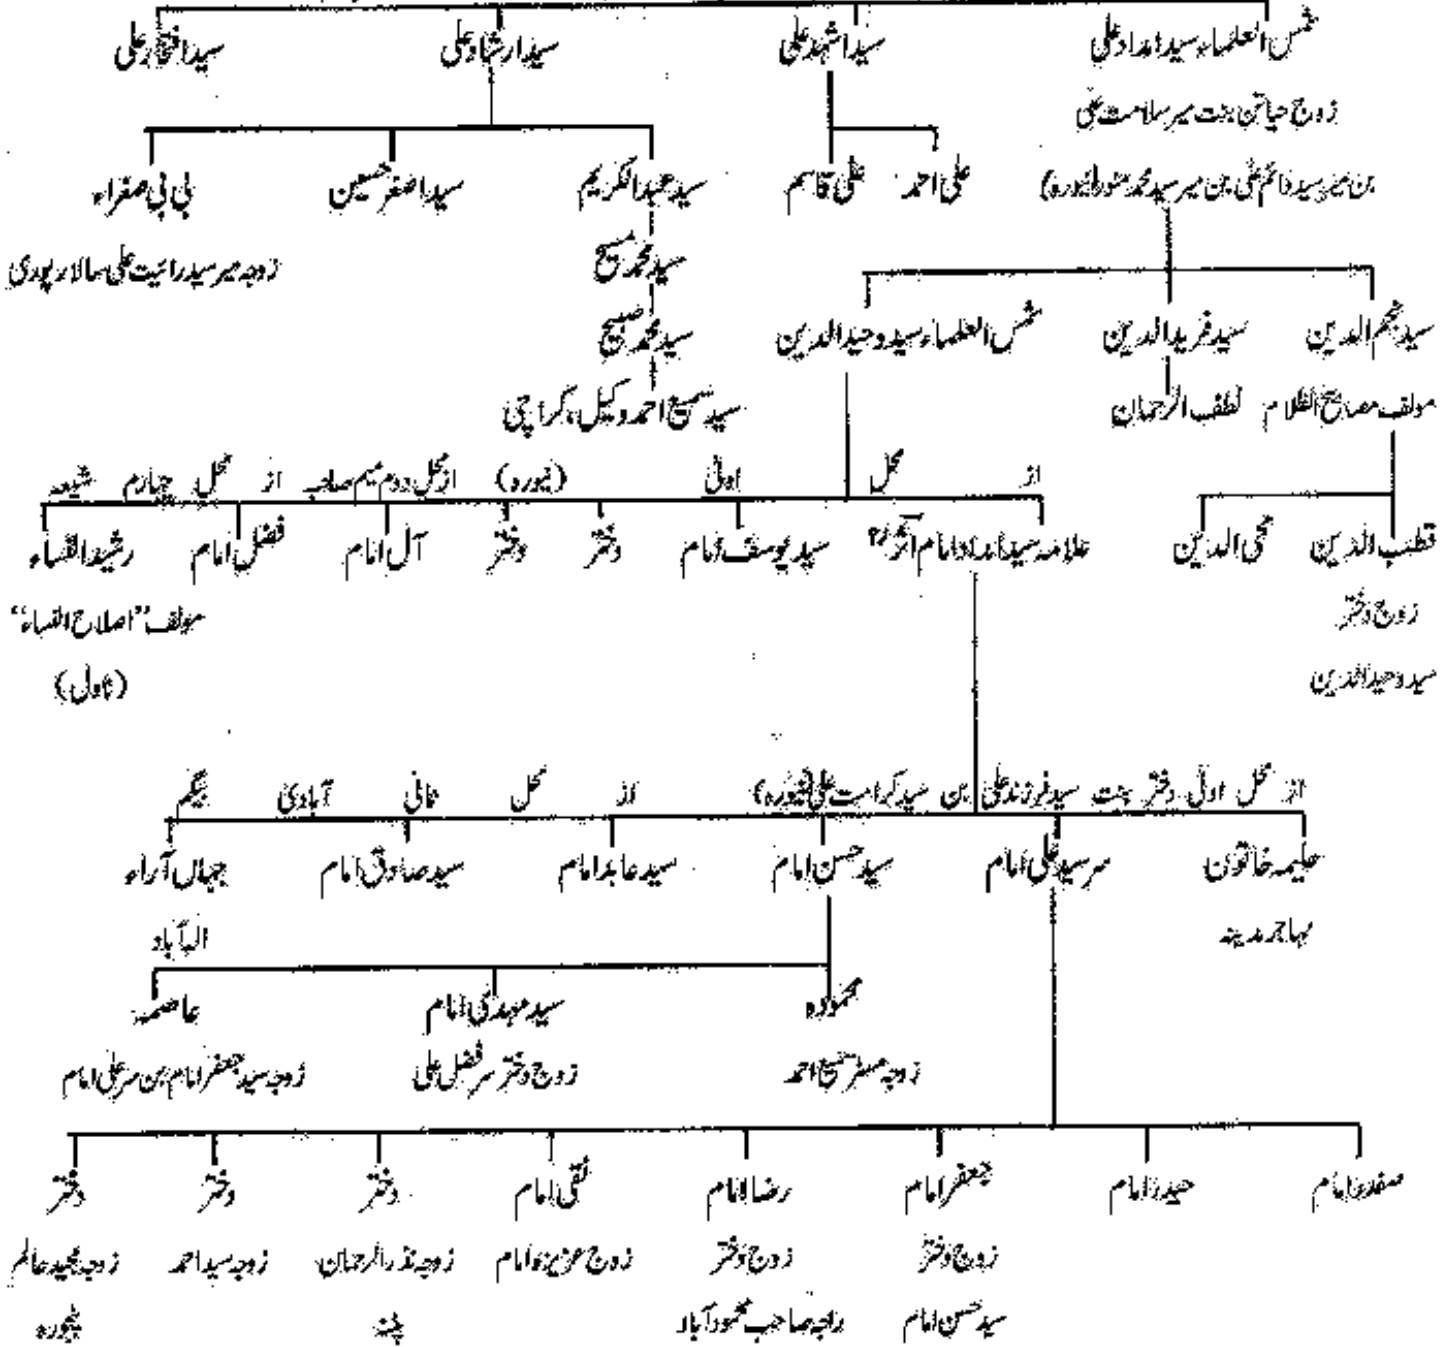 شمس العلماء سید امداد علی سید اشہد علی سید ارشاد علی سید افتخار علی
زوج حیاتن بنت میر سلامت علی
بن میر سید دائم علی بن میر سید محمد منور (نیورہ) علی احمد علی قاسم سید عبدالکریم سید اصغر حسین بی بی صغراء
سید محمد مسیح زوجہ میر سید رائیت علی سالار پوری
سید نجم الدین سید فرید الدین شمس العلماء سید وحید الدین سید محمد صبیح
مولف مصابیح الظلام لطف الرحمان سید سمیع احمد وکیل، کراچی
از محل اولیٰ (نیورہ) از محل دوم میم صاحبہ از محل چہارم شیعہ
قطب الدین محی الدین علامہ سید امداد امام آثرؔ سید یوسف امام دختر دختر آل امام فضل امام رشید النساء
زوج دختر مولف ”اصلاح النساء“
سید وحید الدین (ناول)
از محل اولیٰ دختر بنت سید فرزند علی بن سید کرامت علی (نیورہ) از محل ثانی آبادی بیگم
حلیمہ خاتون سر سید علی امام سید حسن امام سید عابد امام سید صادق امام جہاں آراء
مہاجر مدینہ الہ آباد
محمودہ سید مہدی امام عاصمہ
زوجہ مسٹر سمیع احمد زوج دختر سر فضل علی زوجہ سید جعفر امام بن سر علی امام
صفدر امام حیدر امام جعفر امام رضا امام نقی امام دختر دختر دختر
زوج دختر زوج دختر زوج عزیزہ امام زوجہ نذر الرحمان زوجہ سید احمد زوجہ مجید عالم
سید حسن امام راجہ صاحب محمود آباد پٹنہ پنجورہ